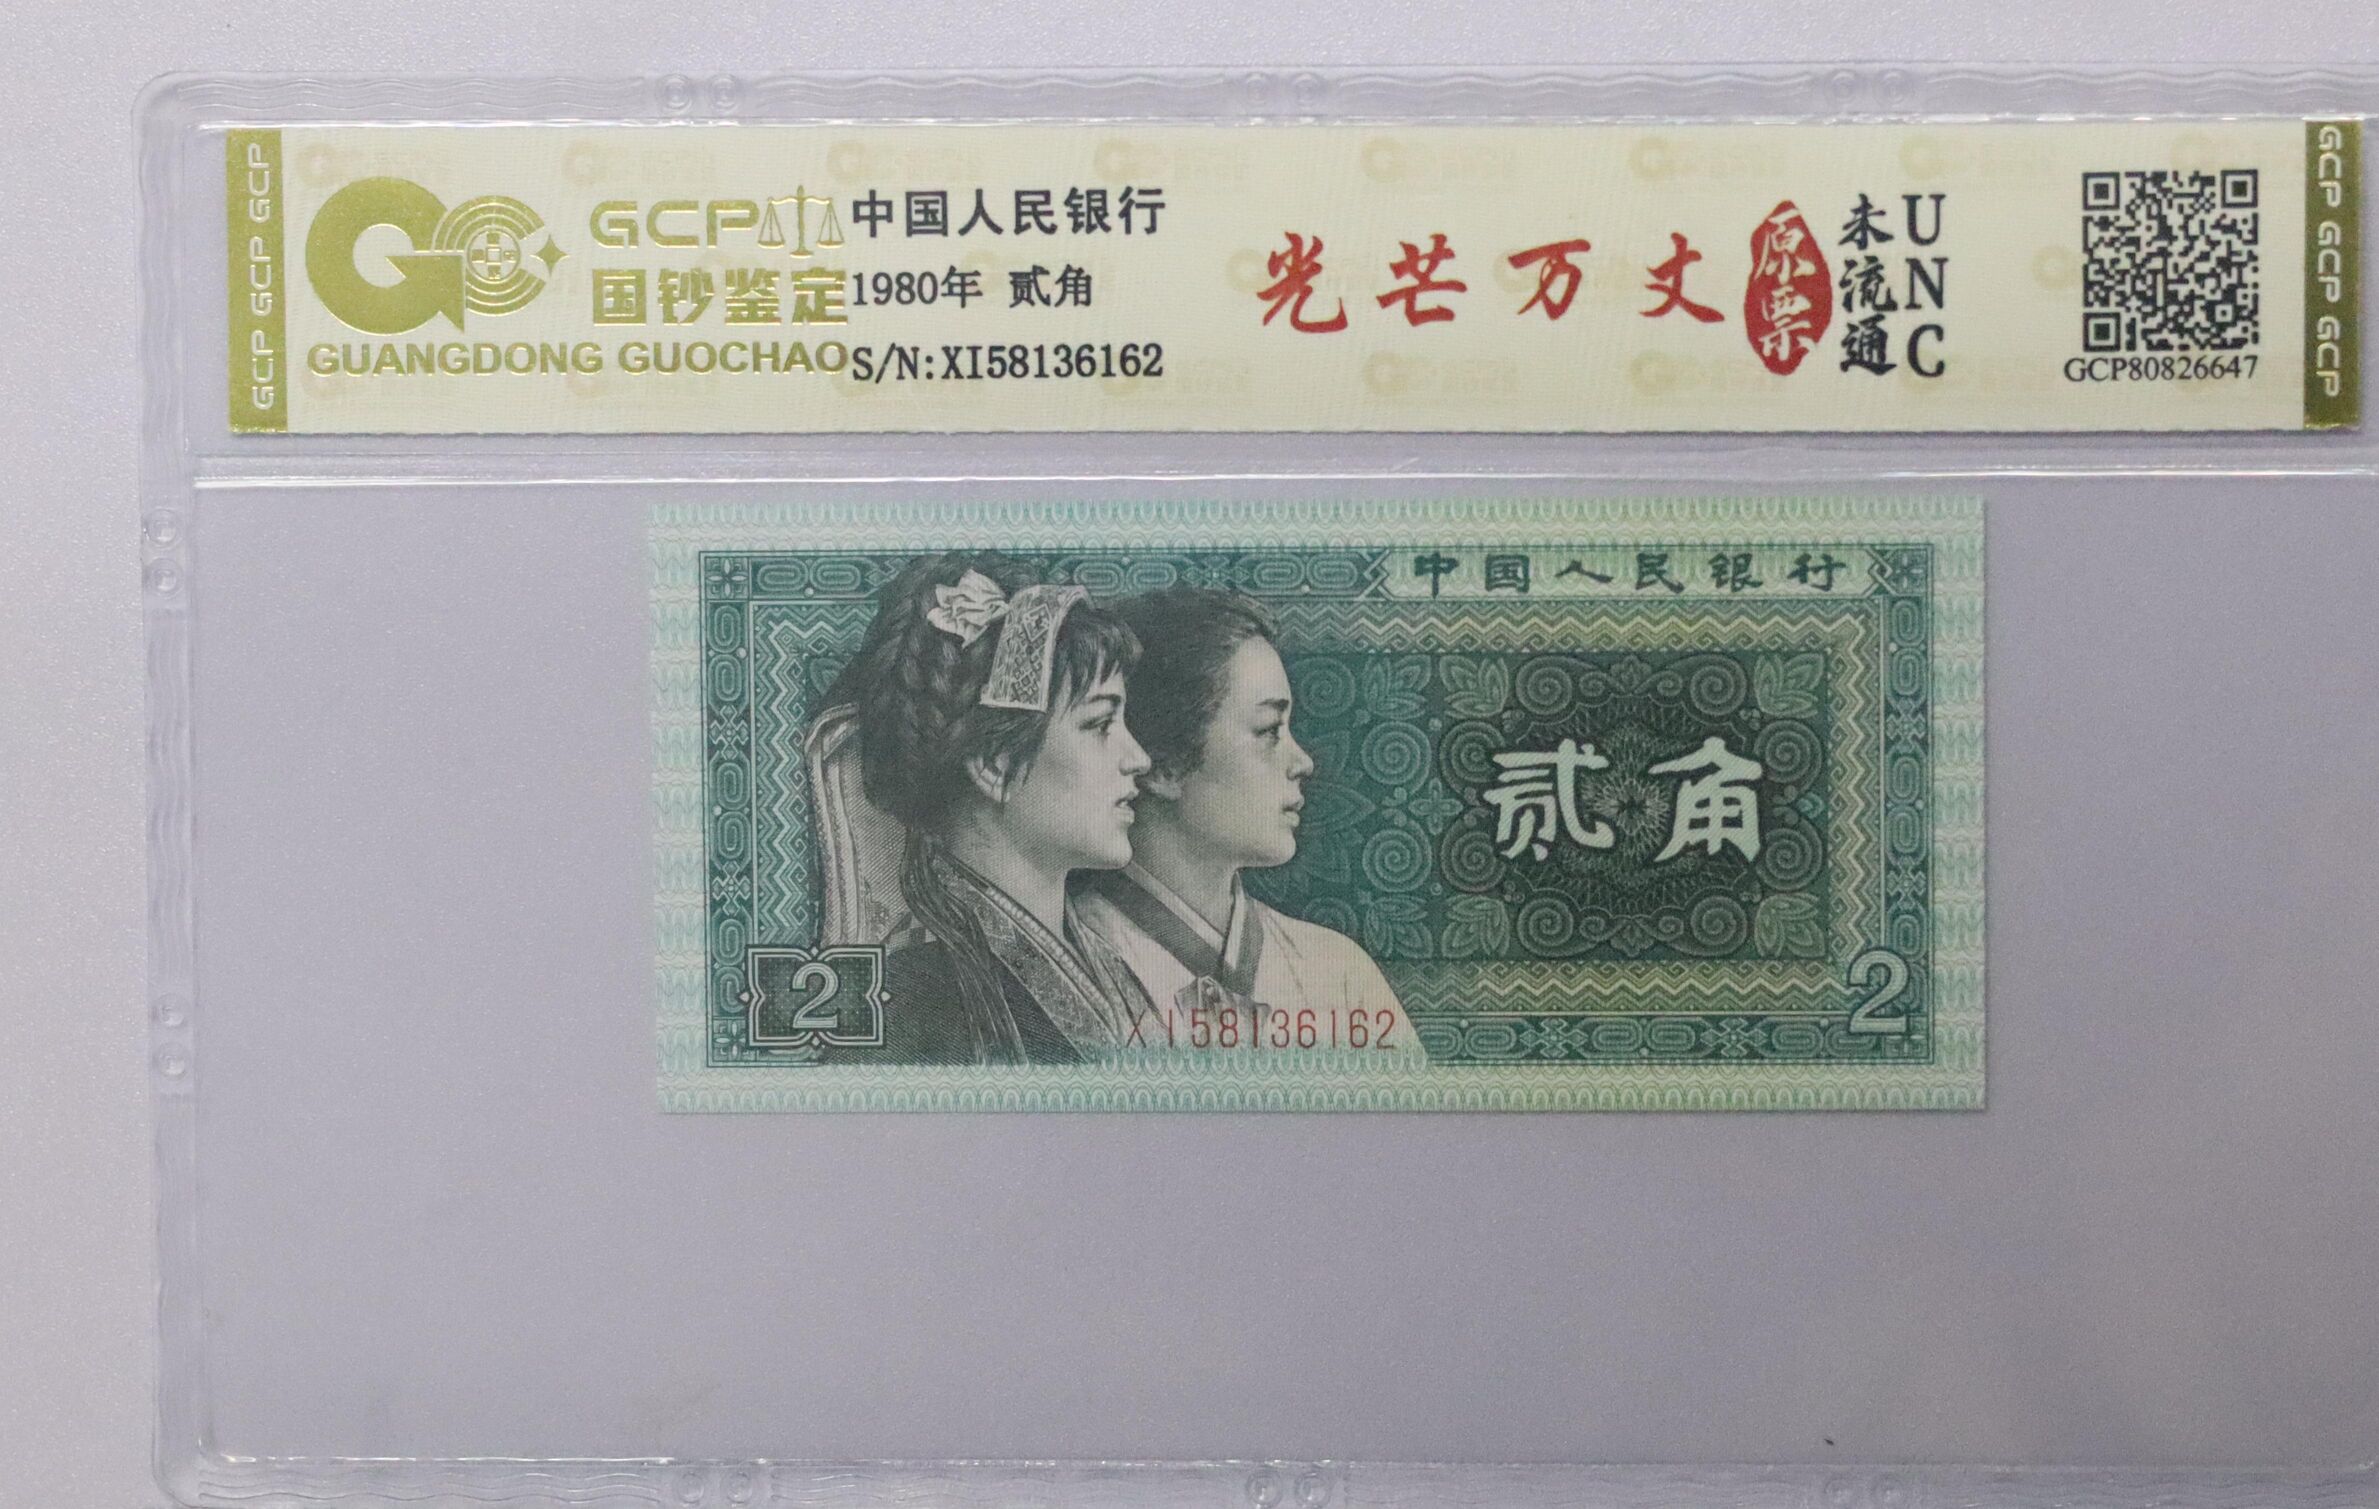 GCP GCP GCP
GCP 中国人民银行
国钞鉴定 1980年 贰角
GUANGDONG GUOCHAO S/N:XI58136162
光芒万丈
原票
未流通
UNC
GCP80826647
GCP GCP GCP
中国人民银行
贰角
2
XI58136162
2